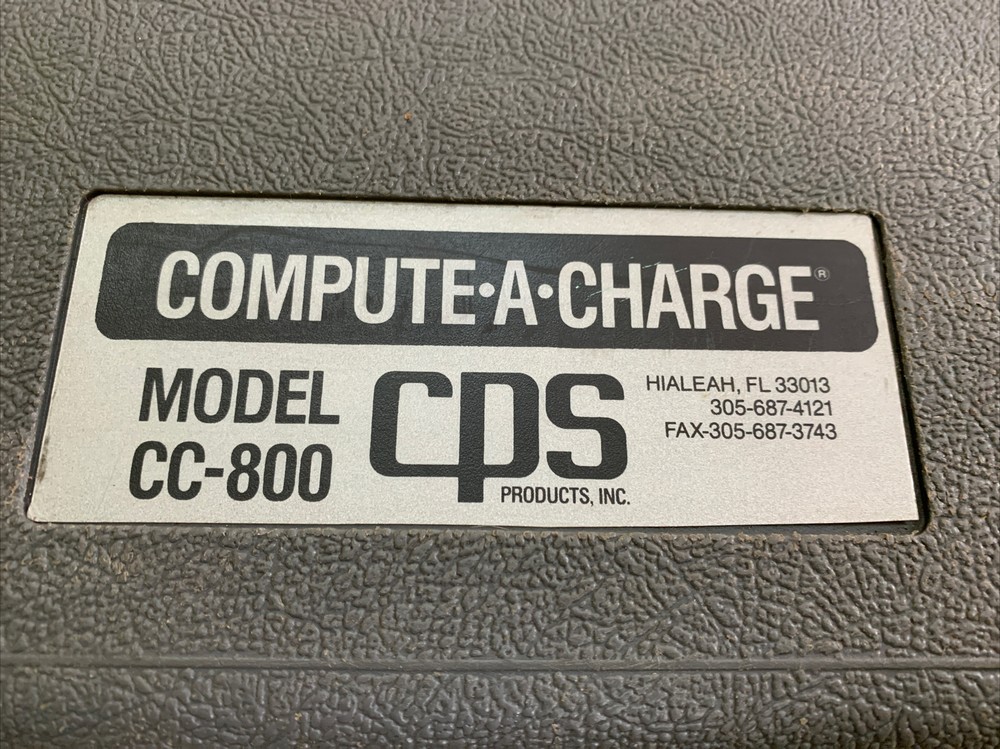 COMPUTE•A•CHARGE®
MODEL
CC-800
CPS
PRODUCTS, INC.
HIALEAH, FL 33013
305-687-4121
FAX-305-687-3743